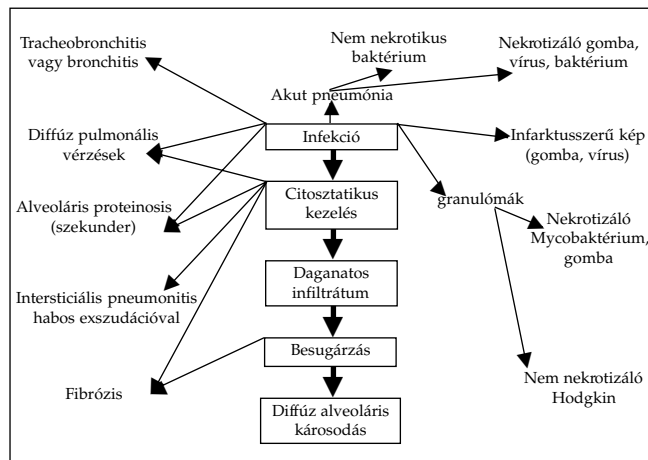 Tracheobronchitis
vagy bronchitis
Nem nekrotikus
baktérium
Nekrotizáló gomba,
vírus, baktérium
Akut pneumónia
Diffúz pulmonális
vérzések
Infekció
Infarktusszerű kép
(gomba, vírus)
Alveoláris proteinosis
(szekunder)
Citosztatikus
kezelés
granulómák
Nekrotizáló
Mycobaktérium,
gomba
Intersticiális pneumonitis
habos exszudációval
Daganatos
infiltrátum
Besugárzás
Fibrózis
Nem nekrotizáló
Hodgkin
Diffúz alveoláris
károsodás